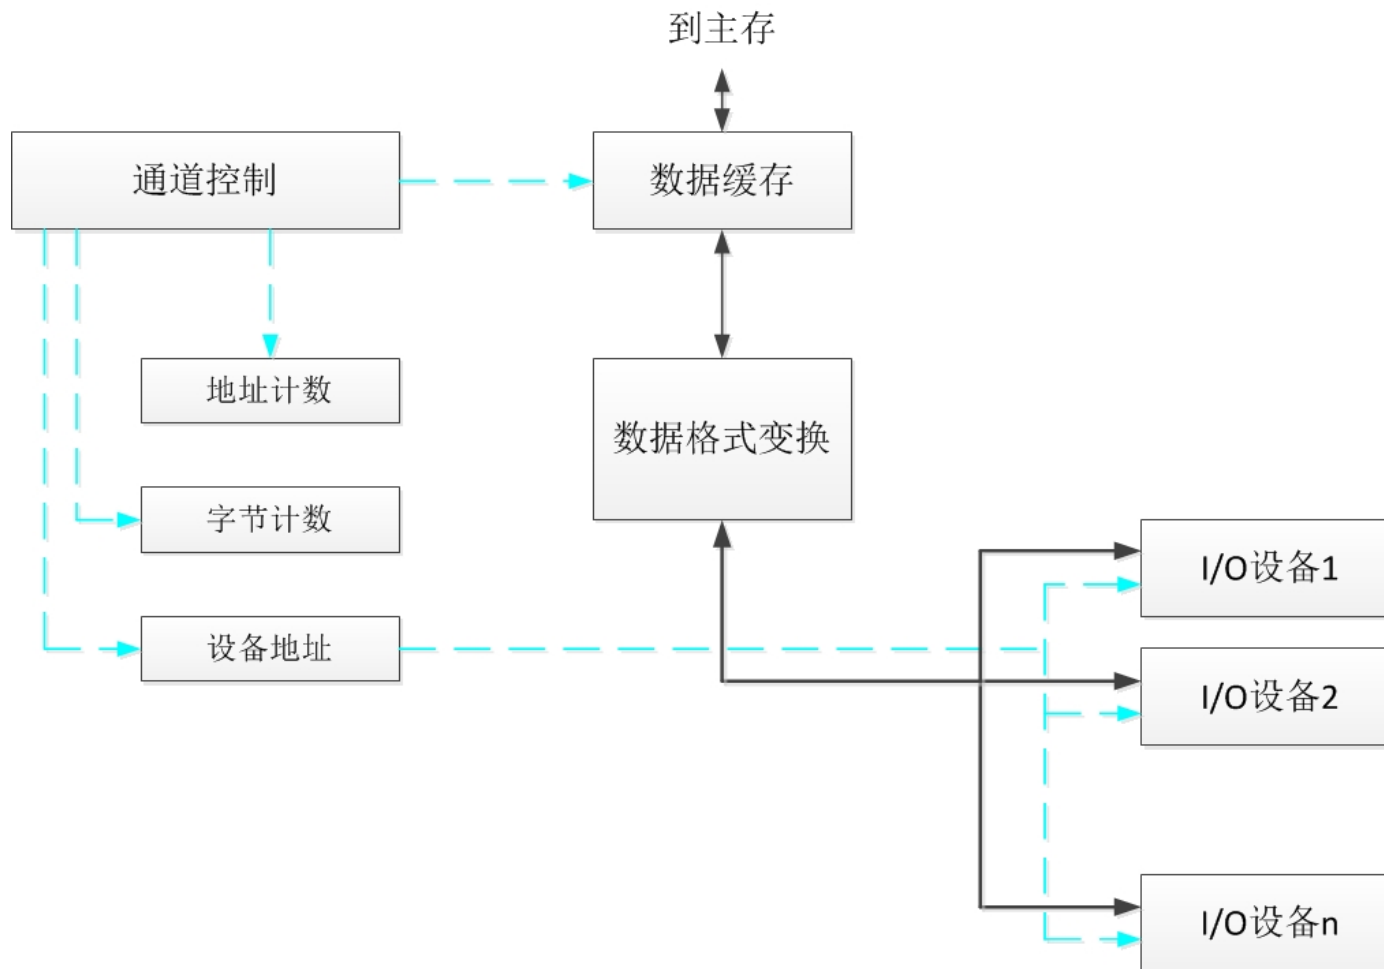 到主存
通道控制
数据缓存
地址计数
数据格式变换
字节计数
I/O设备1
设备地址
I/O设备2
I/O设备n